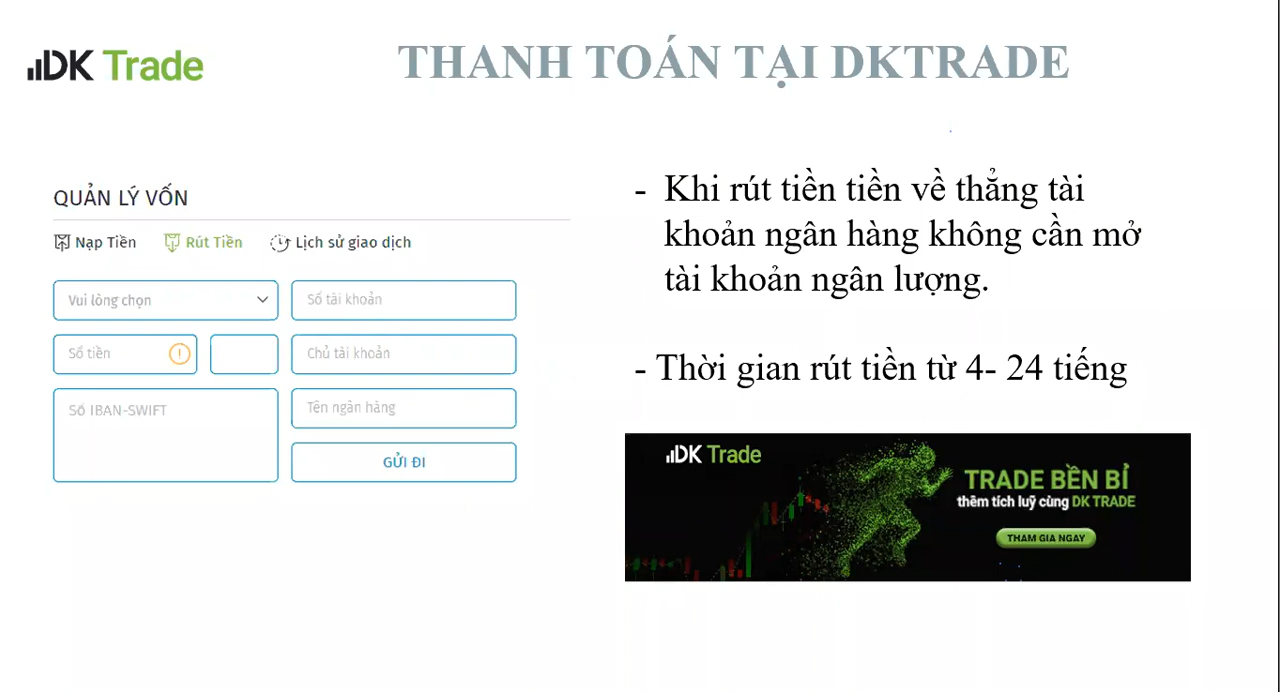 DK Trade
THANH TOÁN TẠI DKTRADE
QUẢN LÝ VỐN
Nạp Tiền Rút Tiền Lịch sử giao dịch
Vui lòng chọn Số tài khoản
Số tiền Chủ tài khoản
Số IBAN-SWIFT Tên ngân hàng
GỬI ĐI
- Khi rút tiền tiền về thẳng tài
khoản ngân hàng không cần mở
tài khoản ngân lượng.
- Thời gian rút tiền từ 4- 24 tiếng
DK Trade
TRADE BỀN BỈ
thêm tích luỹ cùng DK TRADE
THAM GIA NGAY